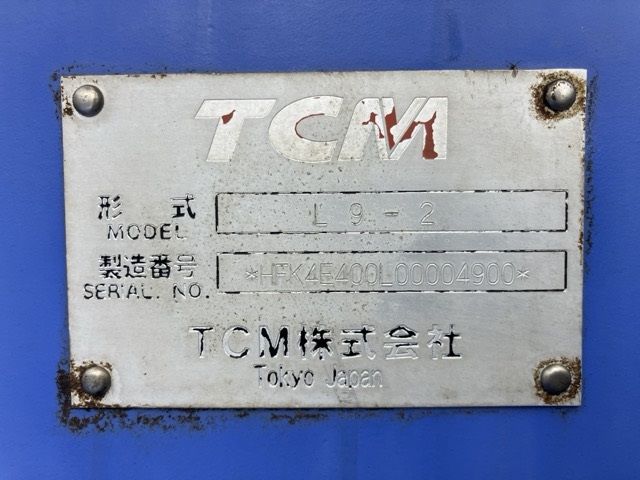 TCM
形式 L9-2
MODEL
製造番号 *HFK4E400L00004900*
SERIAL. NO.
TCM株式会社
Tokyo Japan